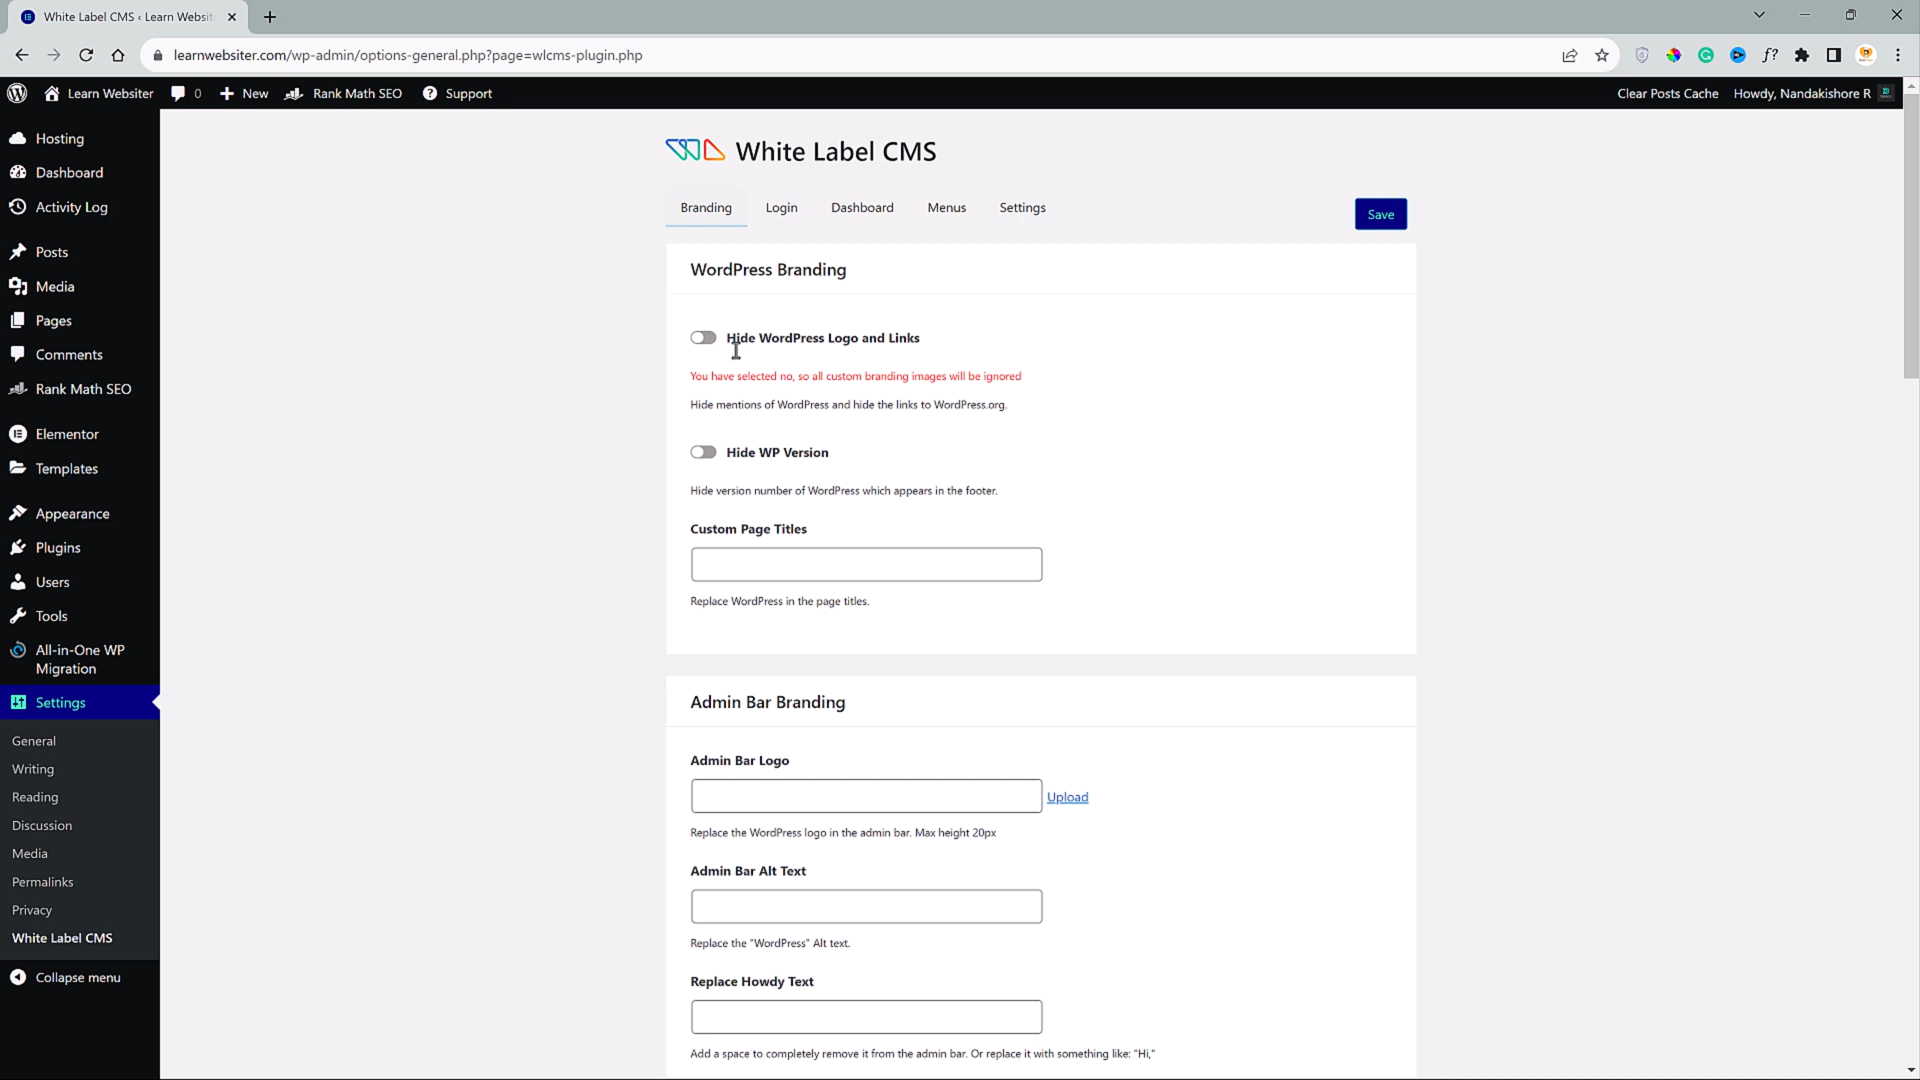 White Label CMS ‹ Learn Websit
learnwebsiter.com/wp-admin/options-general.php?page=wlcms-plugin.php
f?
Learn Websiter
0
New
Rank Math SEO
Support
Clear Posts Cache
Howdy, Nandakishore R
Hosting
Dashboard
Activity Log
Posts
Media
Pages
Comments
Rank Math SEO
Elementor
Templates
Appearance
Plugins
Users
Tools
All-in-One WP
Migration
Settings
General
Writing
Reading
Discussion
Media
Permalinks
Privacy
White Label CMS
Collapse menu
White Label CMS
Branding
Login
Dashboard
Menus
Settings
Save
WordPress Branding
Hide WordPress Logo and Links
You have selected no, so all custom branding images will be ignored
Hide mentions of WordPress and hide the links to WordPress.org.
Hide WP Version
Hide version number of WordPress which appears in the footer.
Custom Page Titles
Replace WordPress in the page titles.
Admin Bar Branding
Admin Bar Logo
Upload
Replace the WordPress logo in the admin bar. Max height 20px
Admin Bar Alt Text
Replace the "WordPress" Alt text.
Replace Howdy Text
Add a space to completely remove it from the admin bar. Or replace it with something like: "Hi,"